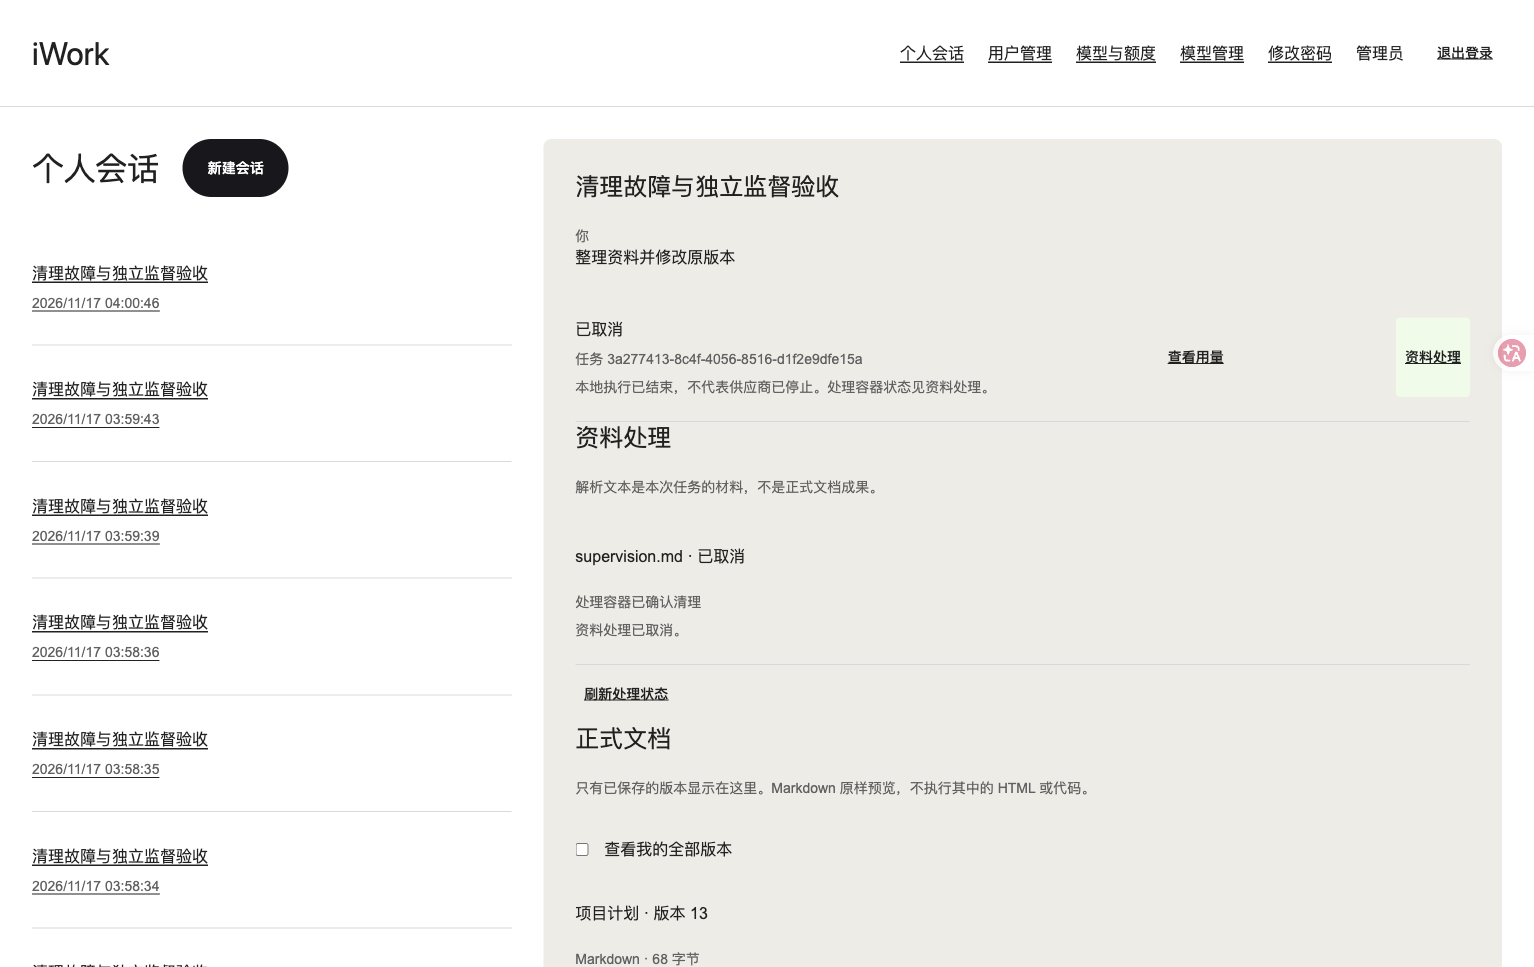 iWork
个人会话
用户管理
模型与额度
模型管理
修改密码
管理员
退出登录
个人会话
新建会话
清理故障与独立监督验收
2026/11/17 04:00:46
清理故障与独立监督验收
2026/11/17 03:59:43
清理故障与独立监督验收
2026/11/17 03:59:39
清理故障与独立监督验收
2026/11/17 03:58:36
清理故障与独立监督验收
2026/11/17 03:58:35
清理故障与独立监督验收
2026/11/17 03:58:34
清理故障与独立监督验收
你
整理资料并修改原版本
已取消
任务 3a277413-8c4f-4056-8516-d1f2e9dfe15a
本地执行已结束，不代表供应商已停止。处理容器状态见资料处理。
查看用量
资料处理
资料处理
解析文本是本次任务的材料，不是正式文档成果。
supervision.md · 已取消
处理容器已确认清理
资料处理已取消。
刷新处理状态
正式文档
只有已保存的版本显示在这里。Markdown 原样预览，不执行其中的 HTML 或代码。
查看我的全部版本
项目计划 · 版本 13
Markdown · 68 字节